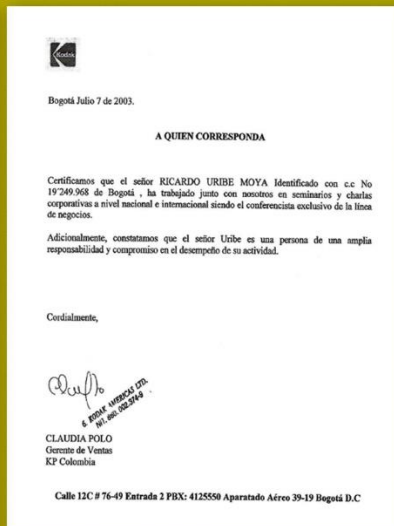 Kodak
Bogotá Julio 7 de 2003.
A QUIEN CORRESPONDA
Certificamos que el señor RICARDO URIBE MOYA Identificado con c.c No
19'249.968 de Bogotá , ha trabajado junto con nosotros en seminarios y charlas
corporativas a nivel nacional e internacional siendo el conferencista exclusivo de la línea
de negocios.
Adicionalmente, constatamos que el señor Uribe es una persona de una amplia
responsabilidad y compromiso en el desempeño de su actividad.
Cordialmente,
KODAK AMERICAS LTD.
CLAUDIA POLO
Gerente de Ventas
KP Colombia
Calle 12C # 76-49 Entrada 2 PBX: 4125550 Aparatado Aéreo 39-19 Bogotá D.C